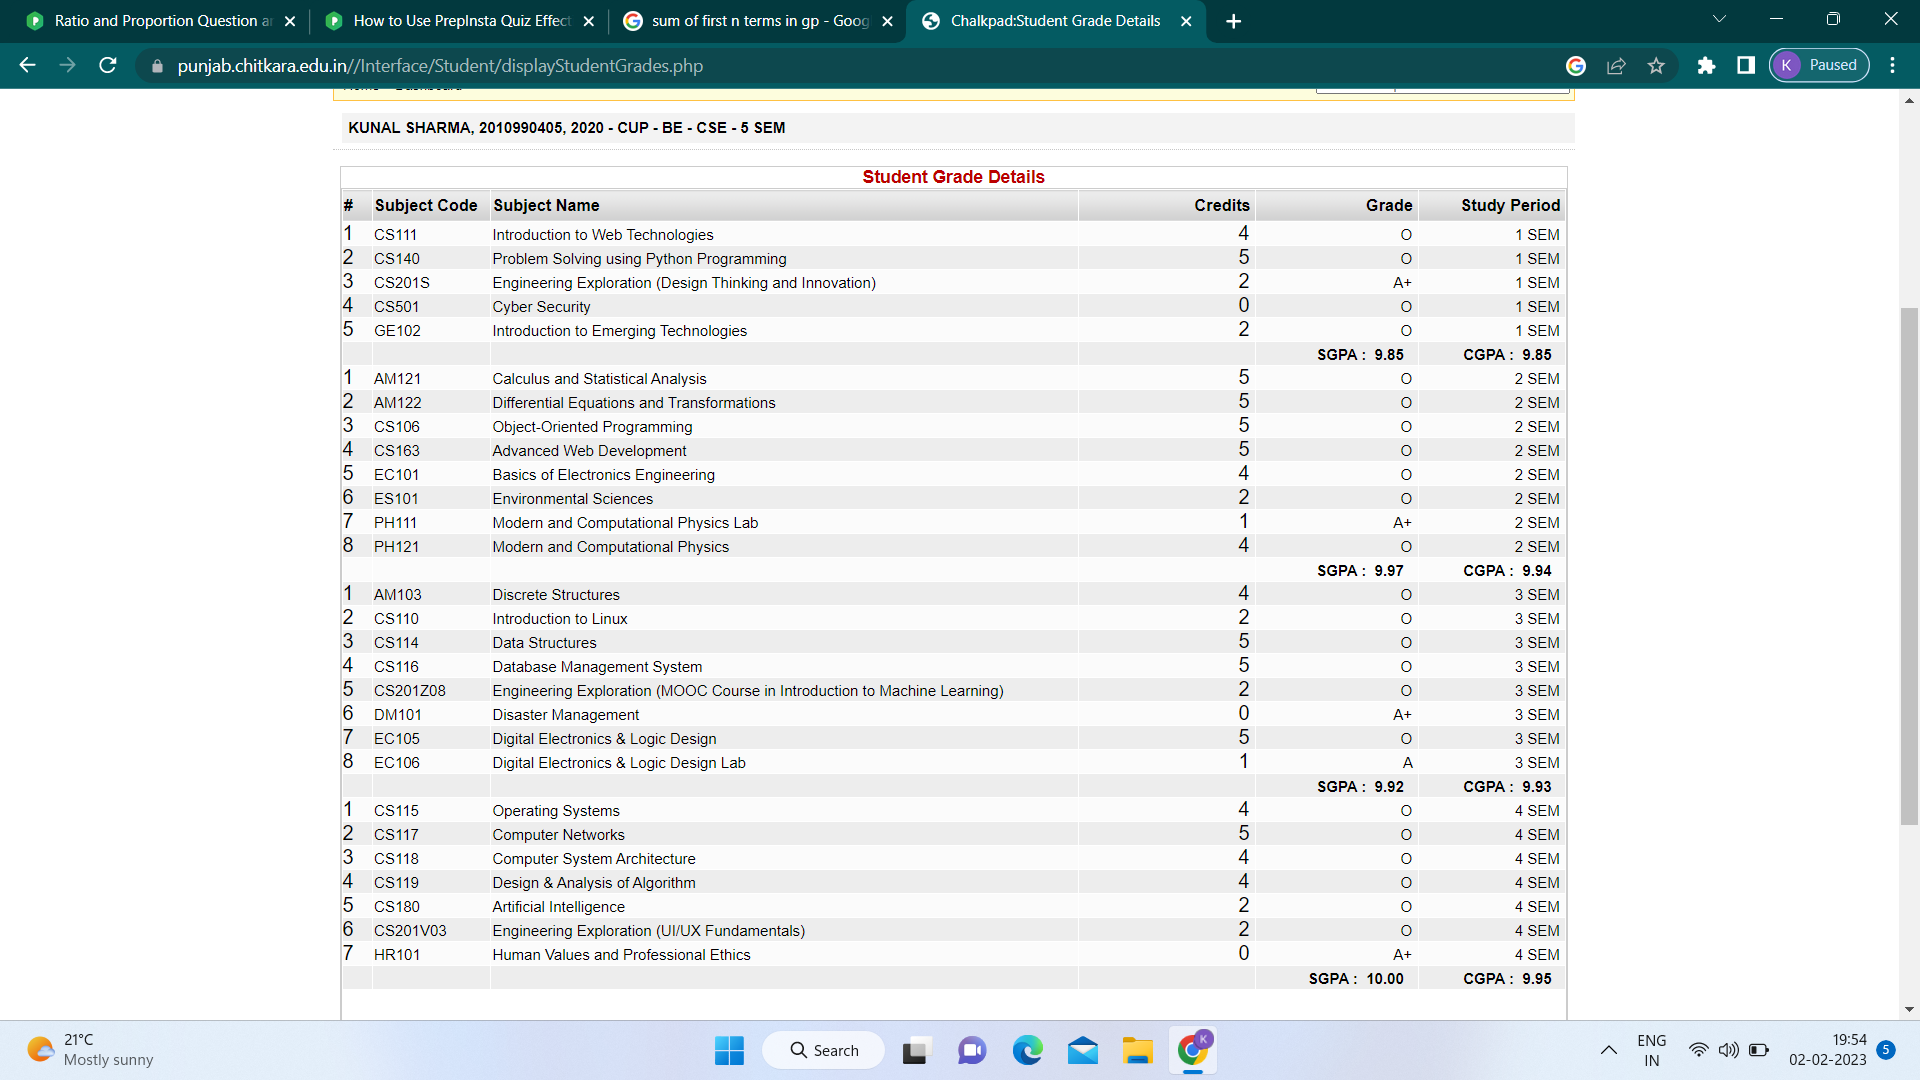 Ratio and Proportion Question a
How to Use PrepInsta Quiz Effect
sum of first n terms in gp - Goog
Chalkpad:Student Grade Details
punjab.chitkara.edu.in//Interface/Student/displayStudentGrades.php
K Paused
KUNAL SHARMA, 2010990405, 2020 - CUP - BE - CSE - 5 SEM
Student Grade Details
# Subject Code Subject Name Credits Grade Study Period
1 CS111 Introduction to Web Technologies 4 O 1 SEM
2 CS140 Problem Solving using Python Programming 5 O 1 SEM
3 CS201S Engineering Exploration (Design Thinking and Innovation) 2 A+ 1 SEM
4 CS501 Cyber Security 0 O 1 SEM
5 GE102 Introduction to Emerging Technologies 2 O 1 SEM
SGPA : 9.85 CGPA : 9.85
1 AM121 Calculus and Statistical Analysis 5 O 2 SEM
2 AM122 Differential Equations and Transformations 5 O 2 SEM
3 CS106 Object-Oriented Programming 5 O 2 SEM
4 CS163 Advanced Web Development 5 O 2 SEM
5 EC101 Basics of Electronics Engineering 4 O 2 SEM
6 ES101 Environmental Sciences 2 O 2 SEM
7 PH111 Modern and Computational Physics Lab 1 A+ 2 SEM
8 PH121 Modern and Computational Physics 4 O 2 SEM
SGPA : 9.97 CGPA : 9.94
1 AM103 Discrete Structures 4 O 3 SEM
2 CS110 Introduction to Linux 2 O 3 SEM
3 CS114 Data Structures 5 O 3 SEM
4 CS116 Database Management System 5 O 3 SEM
5 CS201Z08 Engineering Exploration (MOOC Course in Introduction to Machine Learning) 2 O 3 SEM
6 DM101 Disaster Management 0 A+ 3 SEM
7 EC105 Digital Electronics & Logic Design 5 O 3 SEM
8 EC106 Digital Electronics & Logic Design Lab 1 A 3 SEM
SGPA : 9.92 CGPA : 9.93
1 CS115 Operating Systems 4 O 4 SEM
2 CS117 Computer Networks 5 O 4 SEM
3 CS118 Computer System Architecture 4 O 4 SEM
4 CS119 Design & Analysis of Algorithm 4 O 4 SEM
5 CS180 Artificial Intelligence 2 O 4 SEM
6 CS201V03 Engineering Exploration (UI/UX Fundamentals) 2 O 4 SEM
7 HR101 Human Values and Professional Ethics 0 A+ 4 SEM
SGPA : 10.00 CGPA : 9.95
21°C
Mostly sunny
Search
K
ENG
IN
19:54
02-02-2023
5